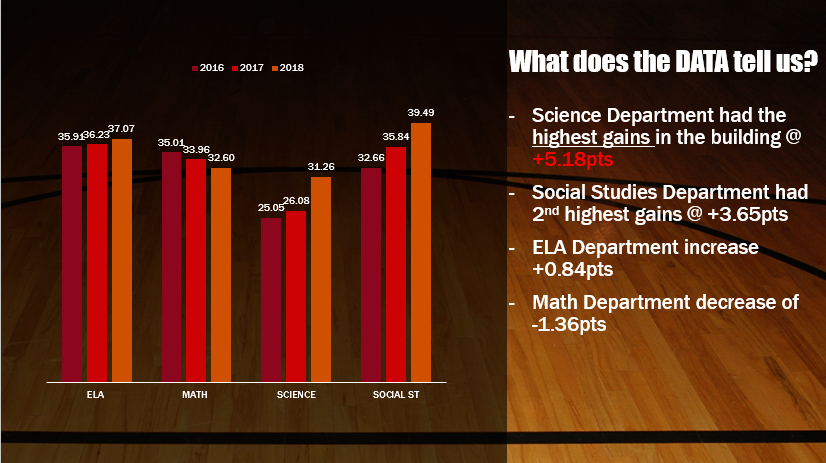 2016 2017 2018
35.91 36.23 37.07
35.01 33.96 32.60
25.05 26.08 31.26
32.66 35.84 39.49
ELA MATH SCIENCE SOCIAL ST
What does the DATA tell us?
- Science Department had the
highest gains in the building @
+5.18pts
- Social Studies Department had
2nd highest gains @ +3.65pts
- ELA Department increase
+0.84pts
- Math Department decrease of
-1.36pts